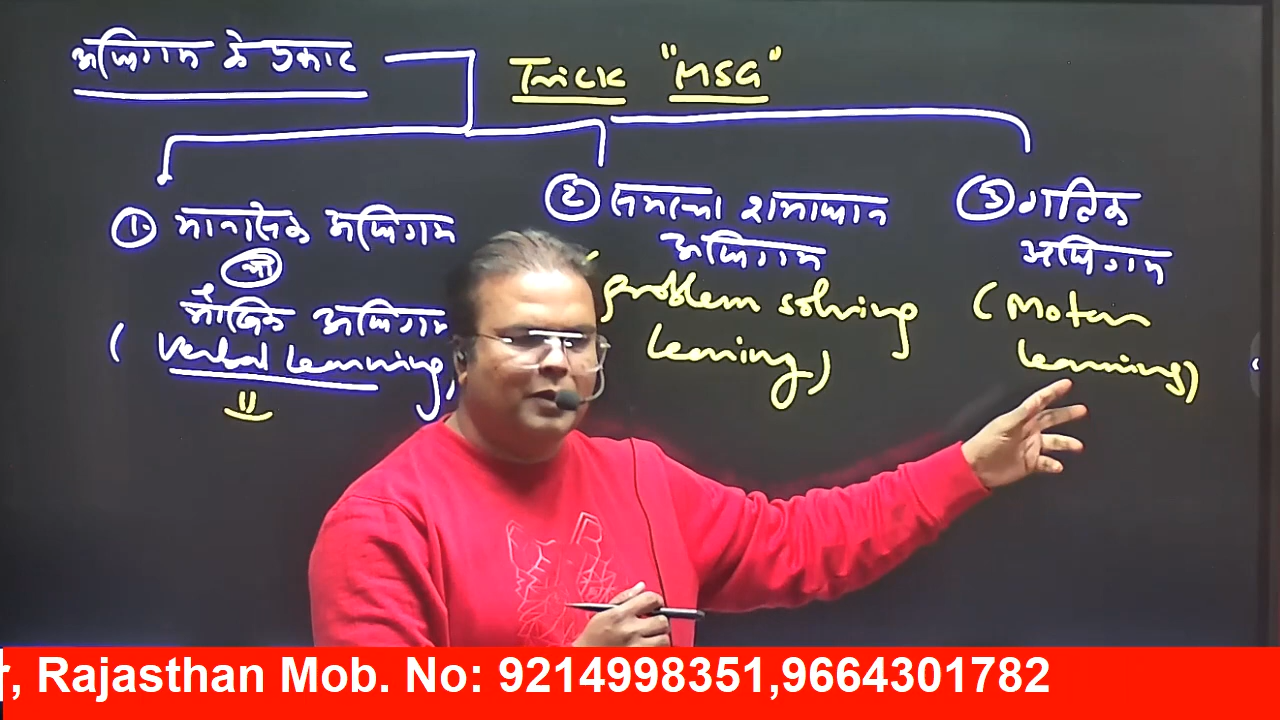 अधिगम के प्रकार
Trick "MSG"
① मानसिक अधिगम
② समस्या समाधान
अधिगम
③ गतिक
अधिगम
अधिगम
(Verbal learning)
(problem solving
learning)
(Motor
learning)
, Rajasthan Mob. No: 9214998351,9664301782